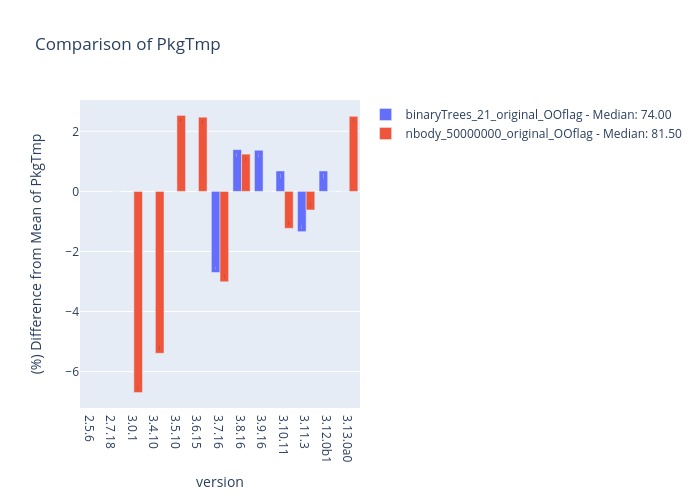 Comparison of PkgTmp
binaryTrees_21_original_OOflag - Median: 74.00
nbody_50000000_original_OOflag - Median: 81.50
(%) Difference from Mean of PkgTmp
2
0
−2
−4
−6
2.5.6
2.7.18
3.0.1
3.4.10
3.5.10
3.6.15
3.7.16
3.8.16
3.9.16
3.10.11
3.11.3
3.12.0b1
3.13.0a0
version